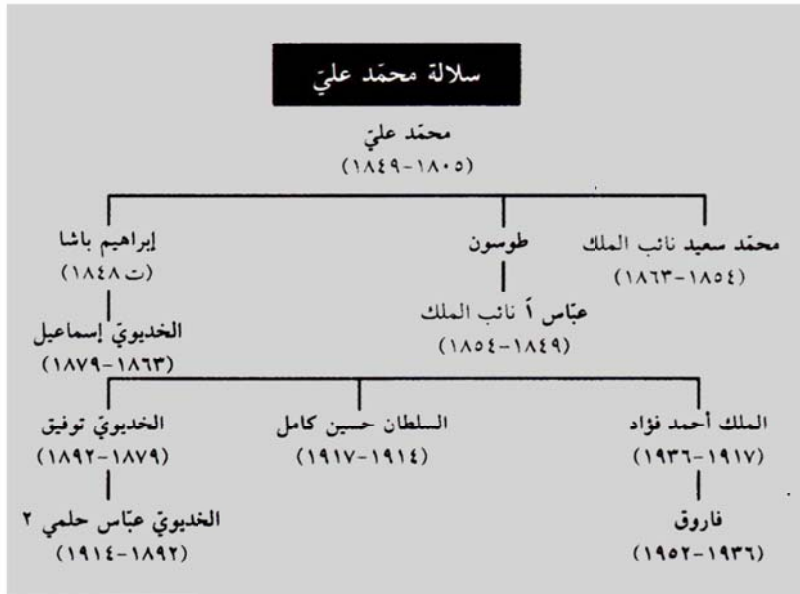 سلالة محمّد عليّ
محمّد عليّ
(١٨٠٥-١٨٤٩)
محمّد سعيد نائب الملك
(١٨٥٤-١٨٦٣)
طوسون
إبراهيم باشا
(ت ١٨٤٨)
عبّاس أ نائب الملك
(١٨٤٩-١٨٥٤)
الخديويّ إسماعيل
(١٨٦٣-١٨٧٩)
الملك أحمد فؤاد
(١٩١٧-١٩٣٦)
السلطان حسين كامل
(١٩١٤-١٩١٧)
الخديويّ توفيق
(١٨٧٩-١٨٩٢)
فاروق
(١٩٣٦-١٩٥٢)
الخديويّ عبّاس حلمي ٢
(١٨٩٢-١٩١٤)